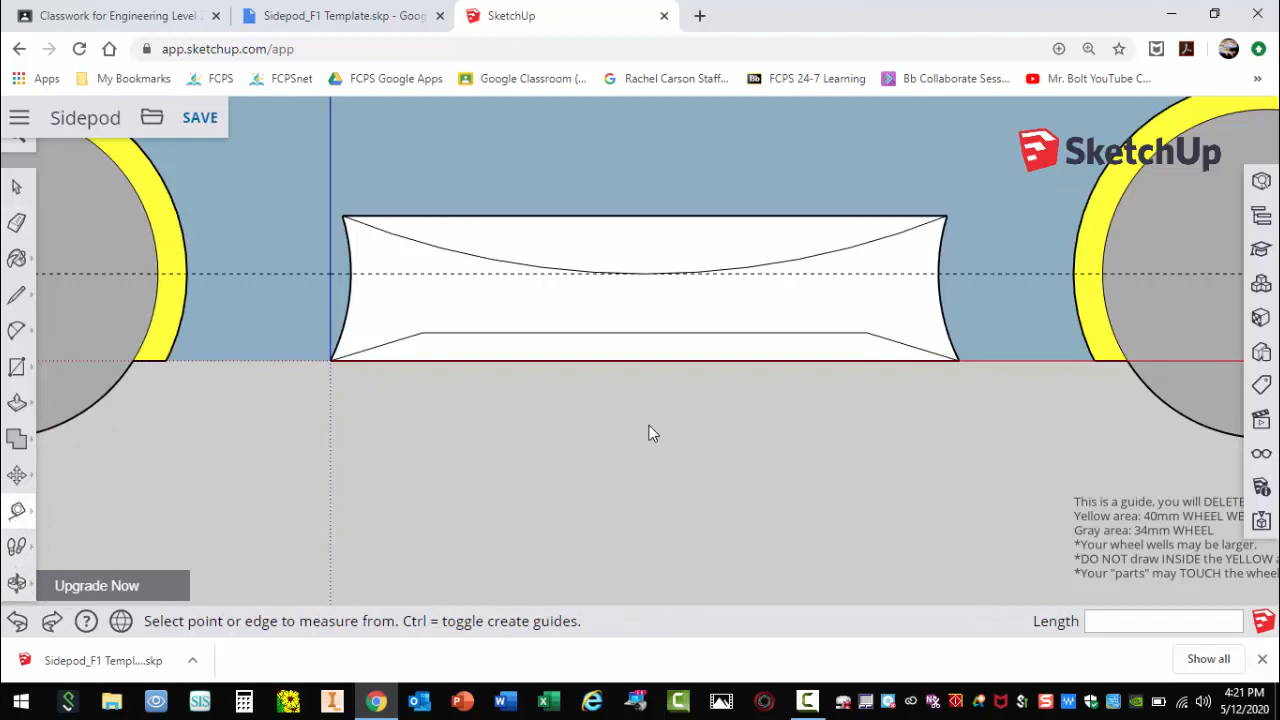 Classwork for Engineering Level
Sidepod_F1 Template.skp - Goog
SketchUp
app.sketchup.com/app
Apps
My Bookmarks
FCPS
FCPSnet
FCPS Google Apps
Google Classroom (...
Rachel Carson Staff...
FCPS 24-7 Learning
Bb Collaborate Sess...
Mr. Bolt YouTube C...
Sidepod
SAVE
SketchUp
This is a guide, you will DELETE
Yellow area: 40mm WHEEL WE
Gray area: 34mm WHEEL
*Your wheel wells may be larger.
*DO NOT draw INSIDE the YELLOW a
*Your "parts" may TOUCH the whee
Upgrade Now
Select point or edge to measure from. Ctrl = toggle create guides.
Length
Sidepod_F1 Templ....skp
Show all
SIS
4:21 PM
5/12/2020